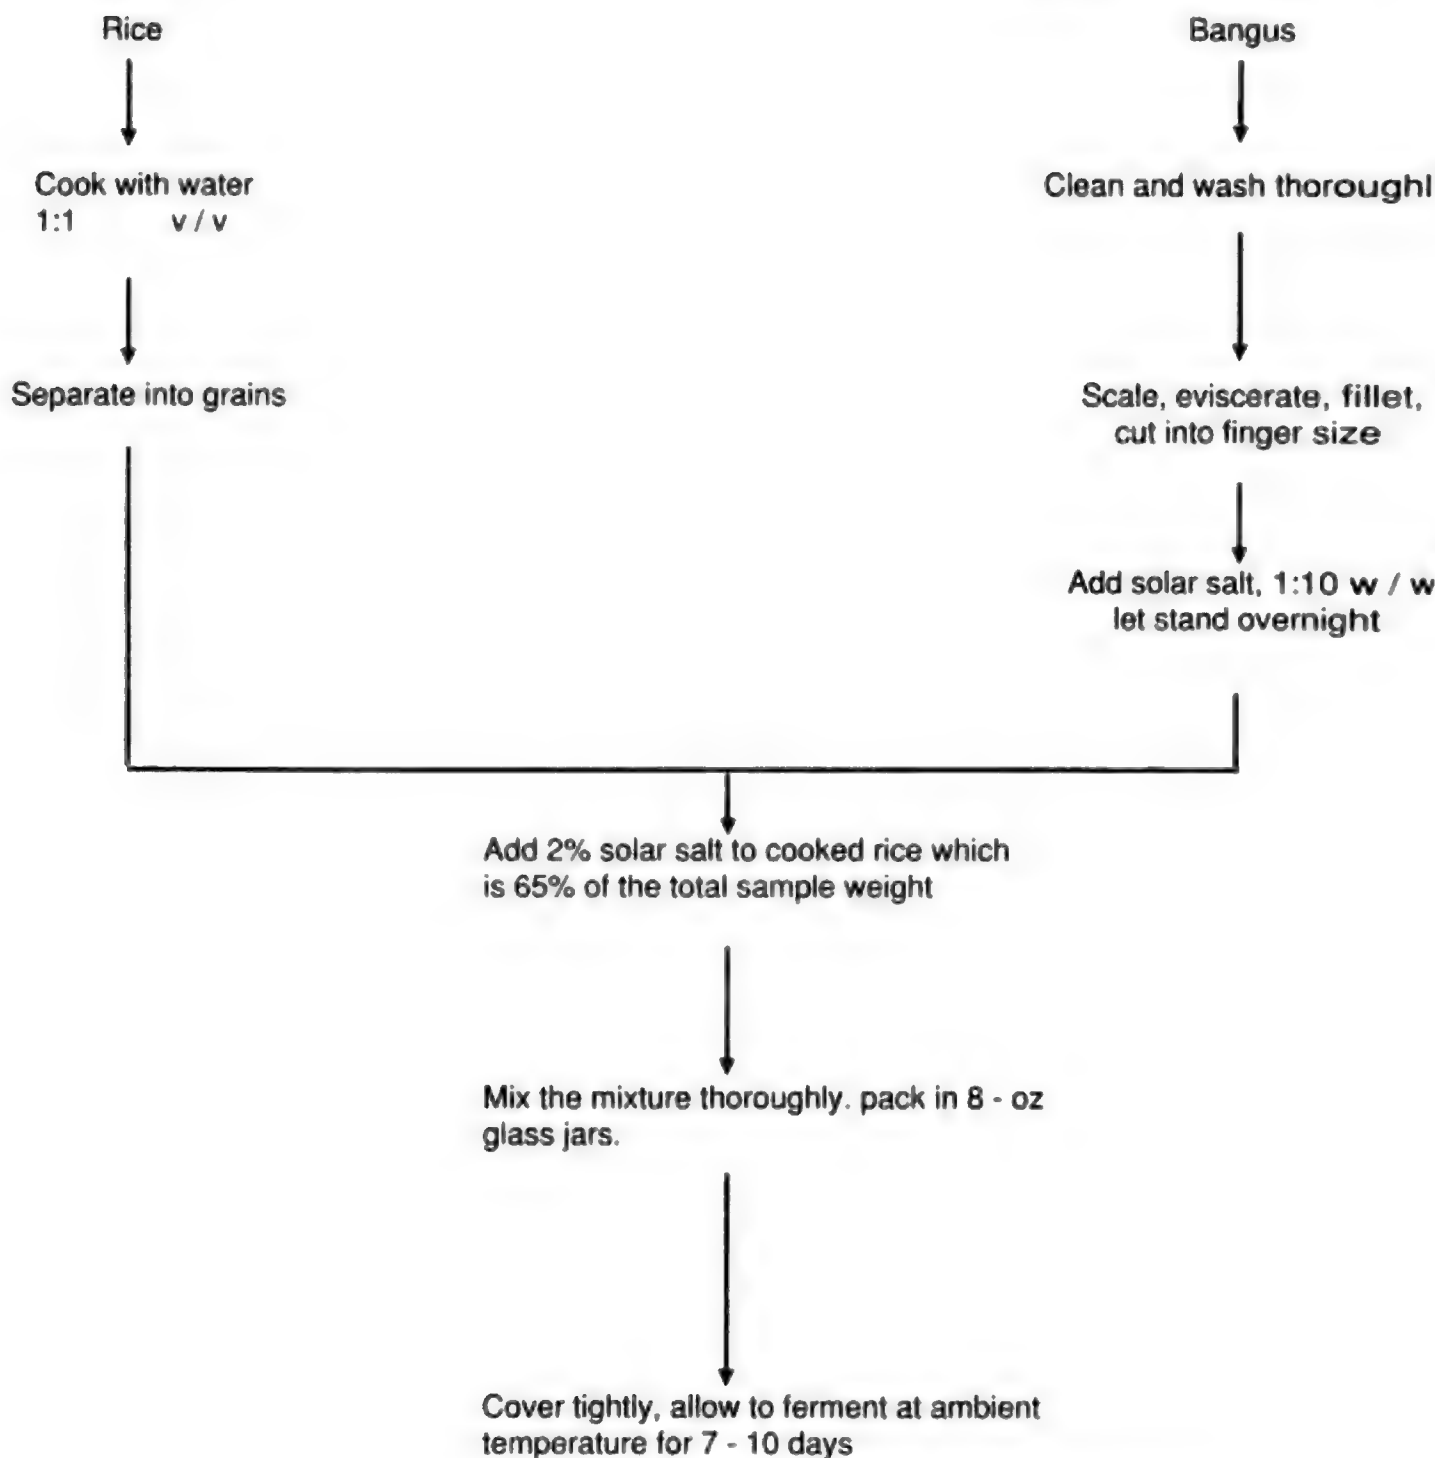 Rice
Cook with water
1:1 v / v
Separate into grains
Bangus
Clean and wash thoroughl
Scale, eviscerate, fillet,
cut into finger size
Add solar salt, 1:10 w / w
let stand overnight
Add 2% solar salt to cooked rice which
is 65% of the total sample weight
Mix the mixture thoroughly. pack in 8 - oz
glass jars.
Cover tightly, allow to ferment at ambient
temperature for 7 - 10 days